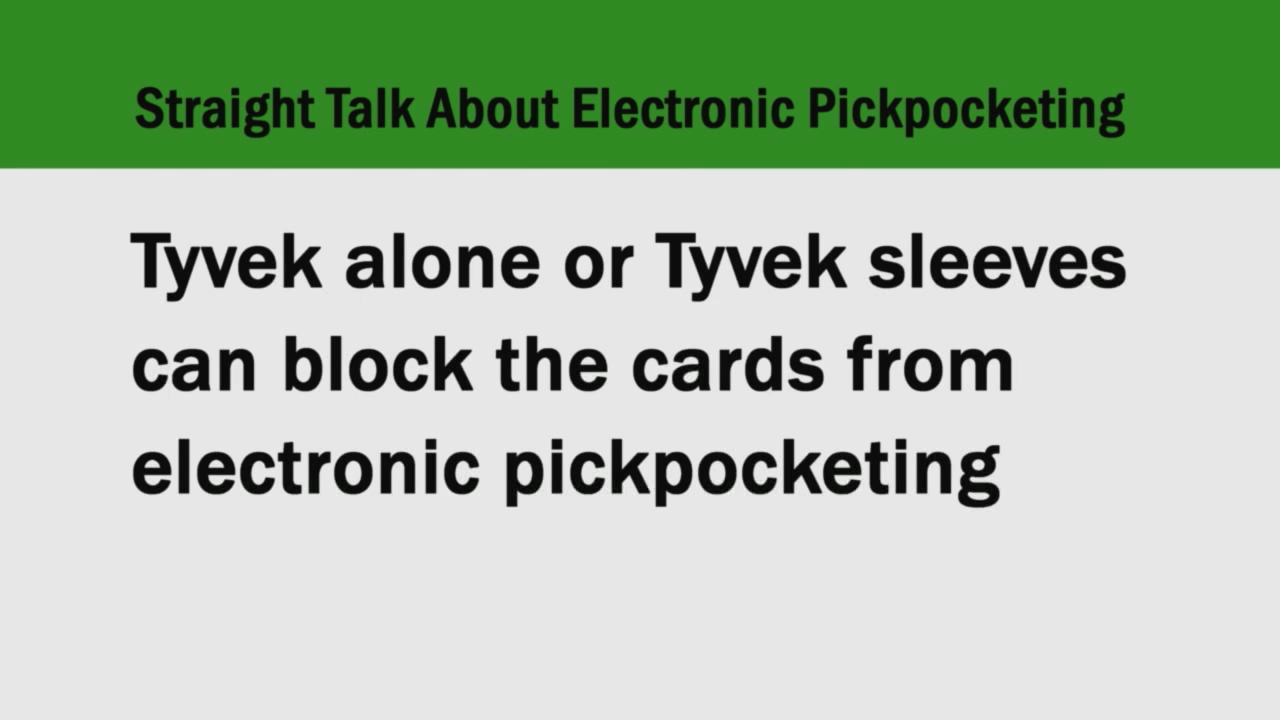 Straight Talk About Electronic Pickpocketing
Tyvek alone or Tyvek sleeves
can block the cards from
electronic pickpocketing